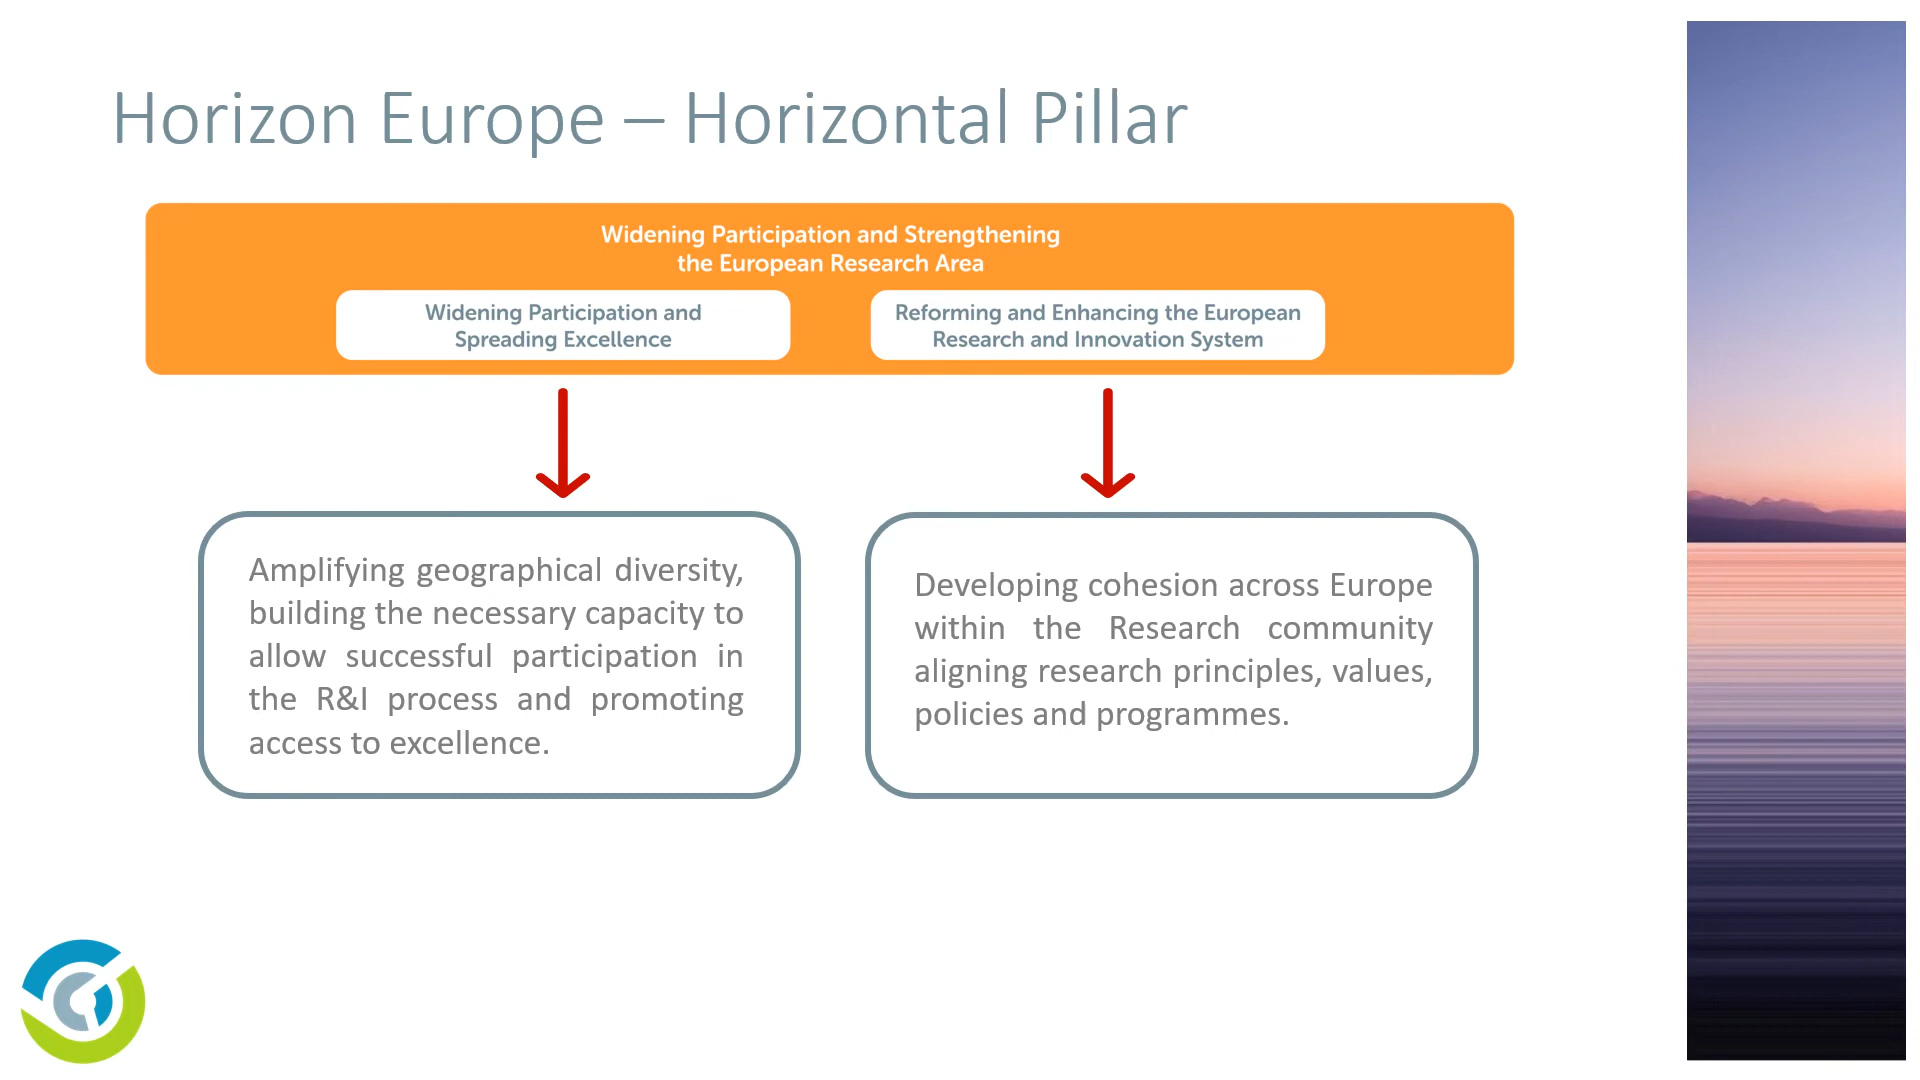 Horizon Europe – Horizontal Pillar
Widening Participation and Strengthening
the European Research Area
Widening Participation and
Spreading Excellence
Reforming and Enhancing the European
Research and Innovation System
Amplifying geographical diversity,
building the necessary capacity to
allow successful participation in
the R&I process and promoting
access to excellence.
Developing cohesion across Europe
within the Research community
aligning research principles, values,
policies and programmes.